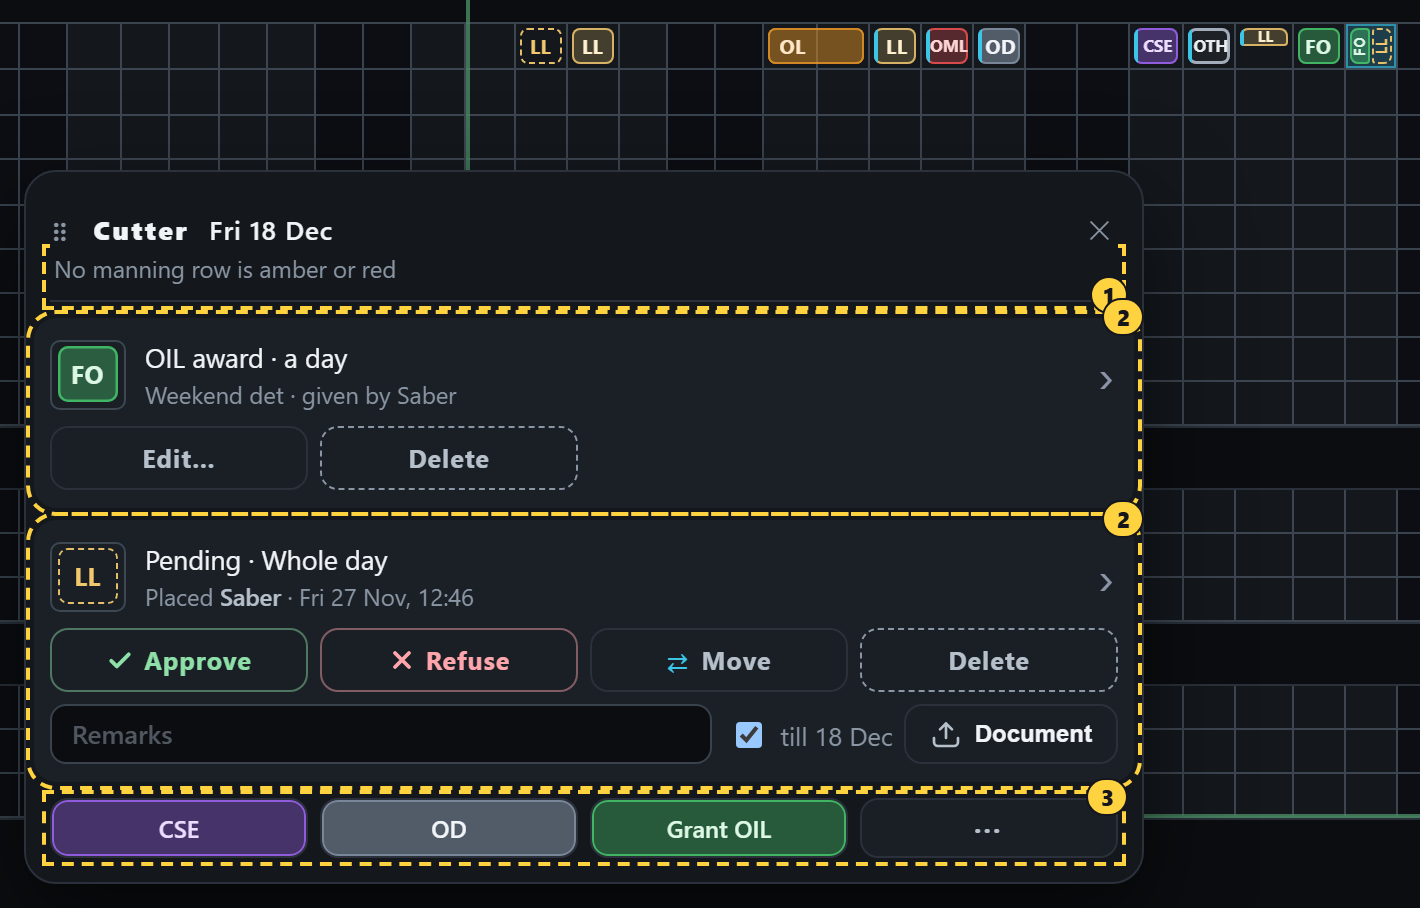 LL LL OL LL OML OD CSE OTH LL FO FO LL
Cutter Fri 18 Dec
No manning row is amber or red
1
2
FO OIL award · a day
Weekend det · given by Saber
Edit... Delete
2
LL Pending · Whole day
Placed Saber · Fri 27 Nov, 12:46
Approve Refuse Move Delete
Remarks till 18 Dec Document
3
CSE OD Grant OIL ...